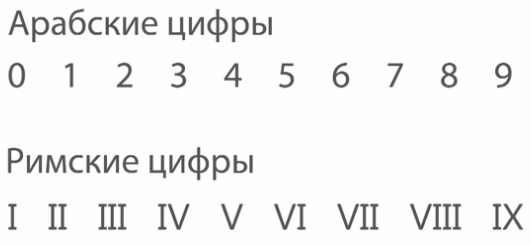 Арабские цифры
0 1 2 3 4 5 6 7 8 9
Римские цифры
I II III IV V VI VII VIII IX